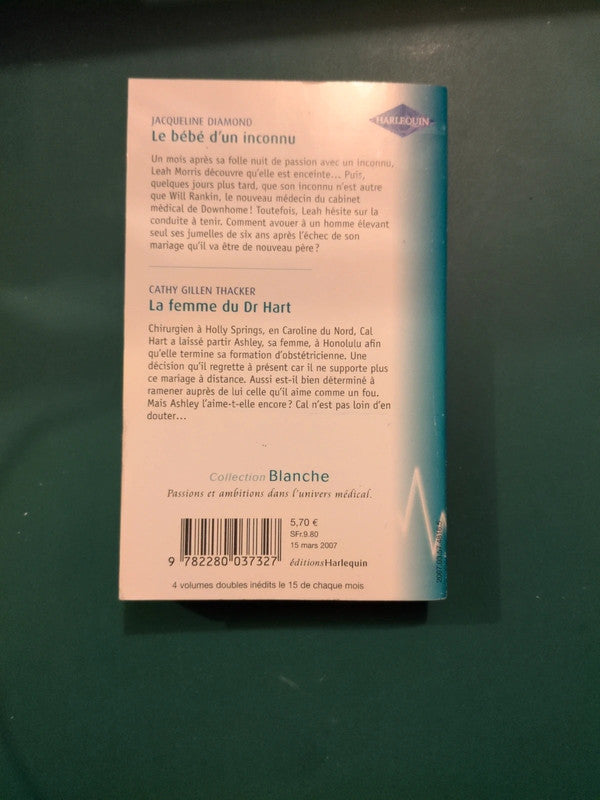 JACQUELINE DIAMOND
HARLEQUIN
Le bébé d'un inconnu
Un mois après sa folle nuit de passion avec un inconnu,
Leah Morris découvre qu'elle est enceinte... Puis,
quelques jours plus tard, que son inconnu n'est autre
que Will Rankin, le nouveau médecin du cabinet
médical de Downhome ! Toutefois, Leah hésite sur la
conduite à tenir. Comment avouer à un homme élevant
seul ses jumelles de six ans après l'échec de son
mariage qu'il va être de nouveau père ?
CATHY GILLEN THACKER
La femme du Dr Hart
Chirurgien à Holly Springs, en Caroline du Nord, Cal
Hart a laissé partir Ashley, sa femme, à Honolulu afin
qu'elle termine sa formation d'obstétricienne. Une
décision qu'il regrette à présent car il ne supporte plus
ce mariage à distance. Aussi est-il bien déterminé à
ramener auprès de lui celle qu'il aime comme un fou.
Mais Ashley l'aime-t-elle encore ? Cal n'est pas loin d'en
douter...
Collection Blanche
Passions et ambitions dans l'univers médical.
5,70 €
SFr.9.80
15 mars 2007
éditionsHarlequin
9 782280 037327
4 volumes doubles inédits le 15 de chaque mois